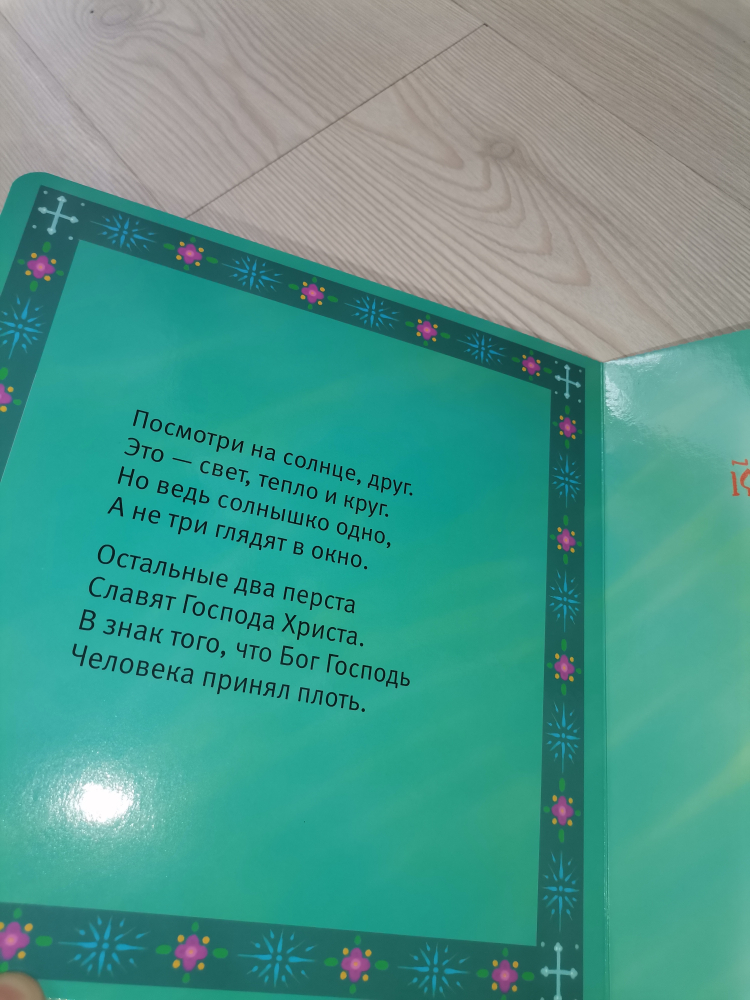 Посмотри на солнце, друг.
Это — свет, тепло и круг.
Но ведь солнышко одно,
А не три глядят в окно.
Остальные два перста
Славят Господа Христа.
В знак того, что Бог Господь
Человека принял плоть.